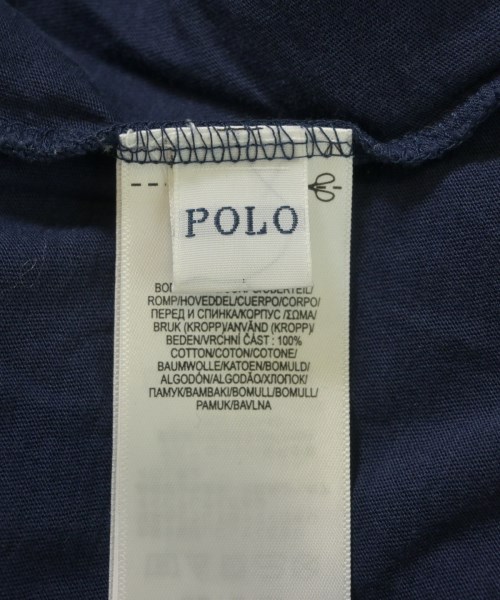 POLO
ROMP/HOVEDDEL/CUERPO/CORPO/
ПЕРЕД И СПИНКА/КОРПУС /ΣΩΜΑ/
BRUK (KROPP)/ANVÄND (KROPP)/
BEDEN/VRCHNÍ ČÁST : 100%
COTTON/COTON/COTONE/
BAUMWOLLE/KATOEN/BOMULD/
ALGODÓN/ALGODÃO/ХЛОПОК/
ПАМУК/BAMBAKI/BOMULL/BOMULL/
PAMUK/BAVLNA